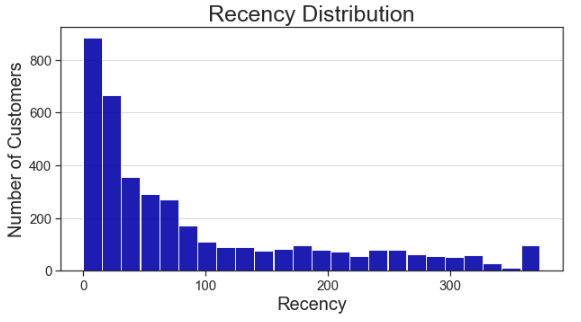 Recency Distribution
Number of Customers
800
600
400
200
0
0 100 200 300
Recency